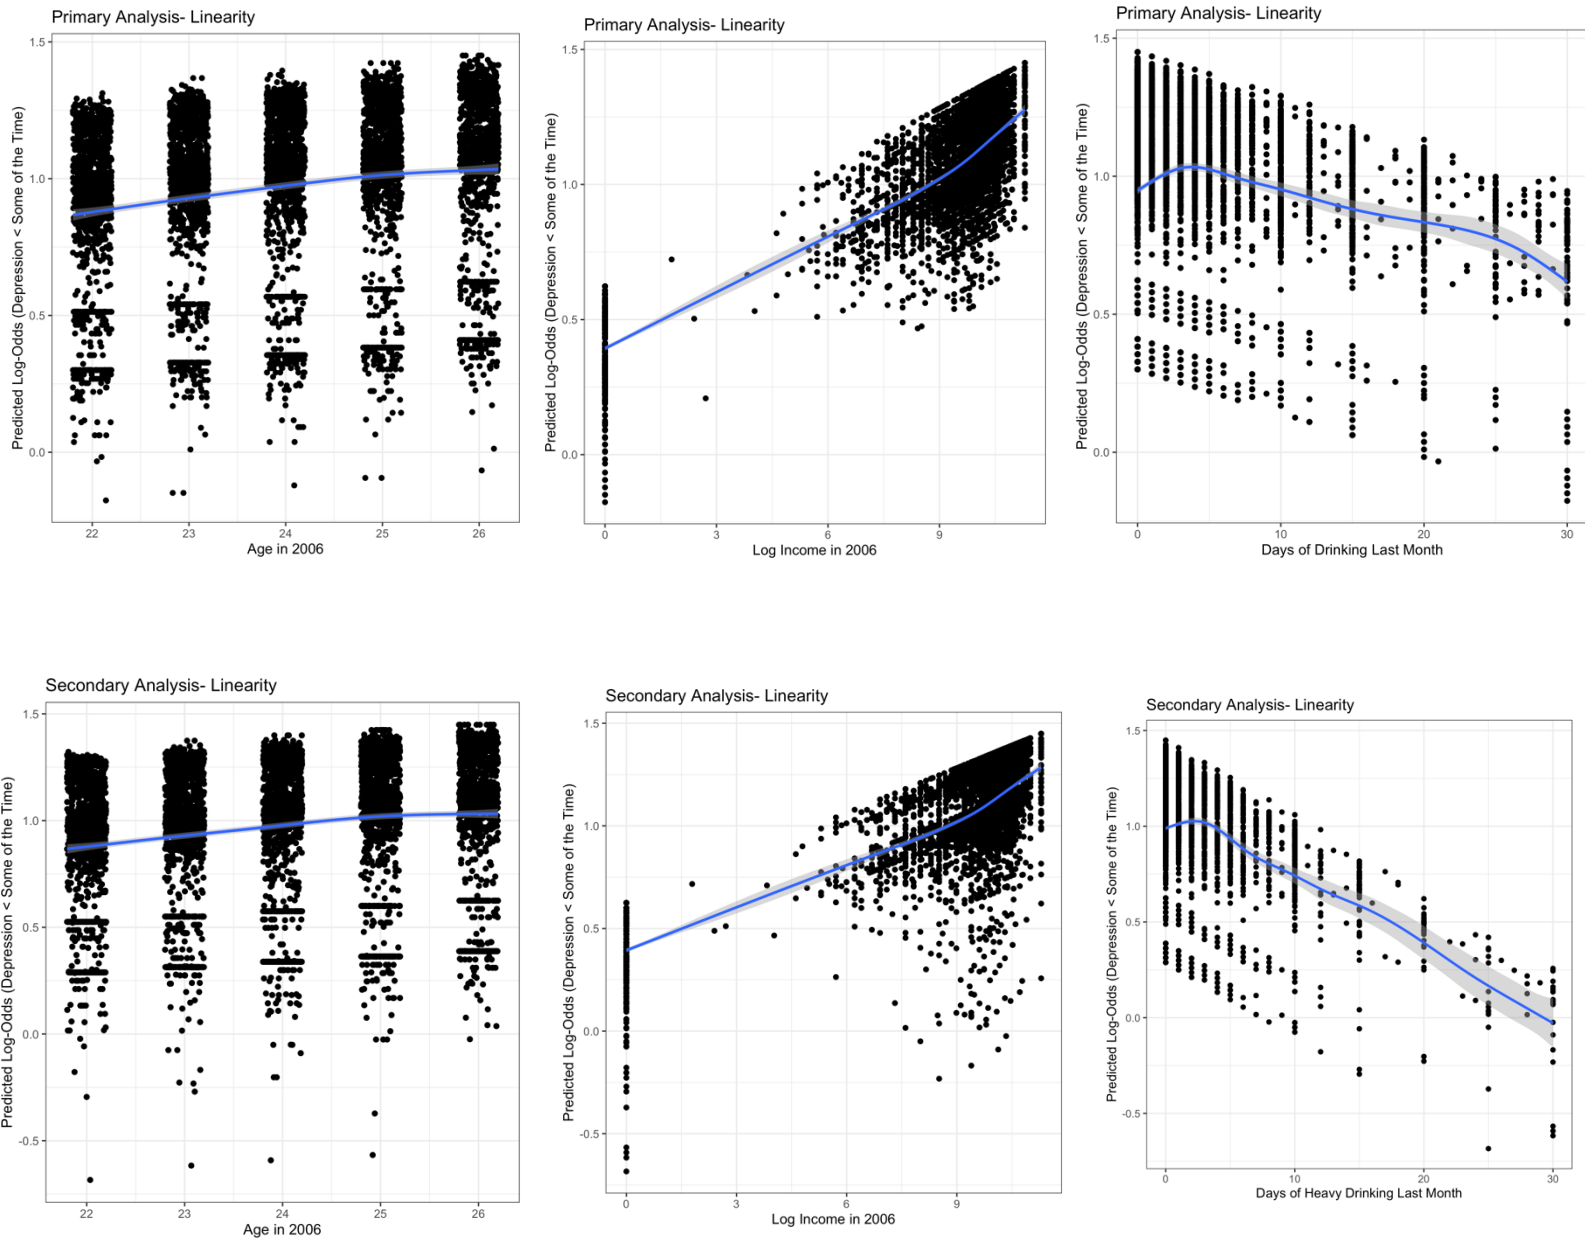 Primary Analysis- Linearity
Predicted Log-Odds (Depression < Some of the Time)
1.5
1.0
0.5
0.0
22 23 24 25 26
Age in 2006
Primary Analysis- Linearity
Predicted Log-Odds (Depression < Some of the Time)
1.5
1.0
0.5
0.0
0 3 6 9
Log Income in 2006
Primary Analysis- Linearity
Predicted Log-Odds (Depression < Some of the Time)
1.5
1.0
0.5
0.0
0 10 20 30
Days of Drinking Last Month
Secondary Analysis- Linearity
Predicted Log-Odds (Depression < Some of the Time)
1.5
1.0
0.5
0.0
-0.5
22 23 24 25 26
Age in 2006
Secondary Analysis- Linearity
Predicted Log-Odds (Depression < Some of the Time)
1.5
1.0
0.5
0.0
-0.5
0 3 6 9
Log Income in 2006
Secondary Analysis- Linearity
Predicted Log-Odds (Depression < Some of the Time)
1.5
1.0
0.5
0.0
-0.5
0 10 20 30
Days of Heavy Drinking Last Month